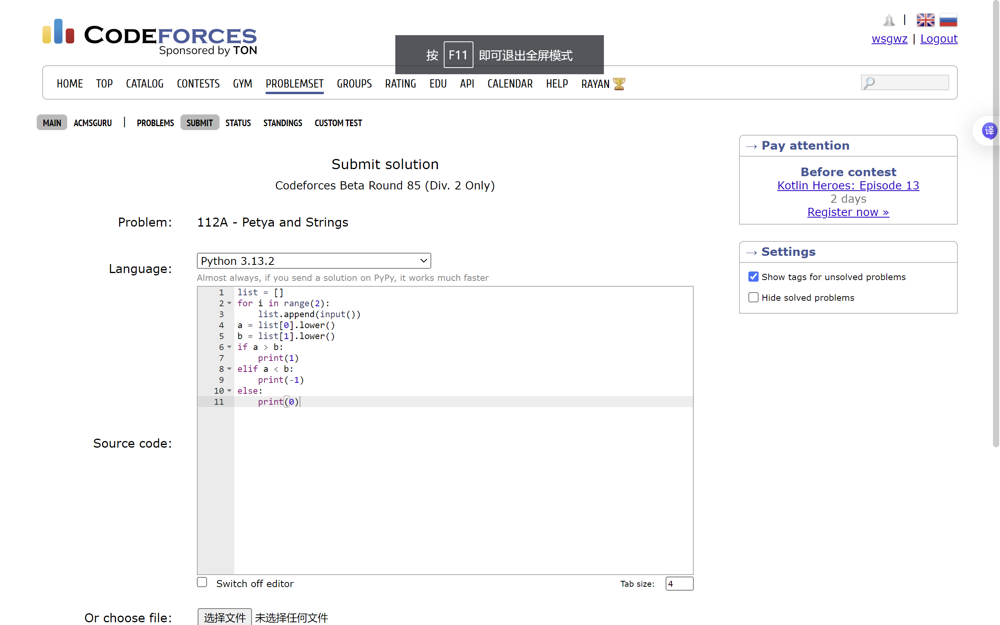 CODEFORCES
Sponsored by TON
按 F11 即可退出全屏模式
|
wsgwz | Logout
HOME TOP CATALOG CONTESTS GYM PROBLEMSET GROUPS RATING EDU API CALENDAR HELP RAYAN
MAIN ACMSGURU | PROBLEMS SUBMIT STATUS STANDINGS CUSTOM TEST
译
→ Pay attention
Before contest
Kotlin Heroes: Episode 13
2 days
Register now »
→ Settings
Show tags for unsolved problems
Hide solved problems
Submit solution
Codeforces Beta Round 85 (Div. 2 Only)
Problem: 112A - Petya and Strings
Language: Python 3.13.2
Almost always, if you send a solution on PyPy, it works much faster
Source code:
1 list = []
2 for i in range(2):
3     list.append(input())
4 a = list[0].lower()
5 b = list[1].lower()
6 if a > b:
7     print(1)
8 elif a < b:
9     print(-1)
10 else:
11     print(0)
Switch off editor
Tab size: 4
Or choose file: 选择文件 未选择任何文件